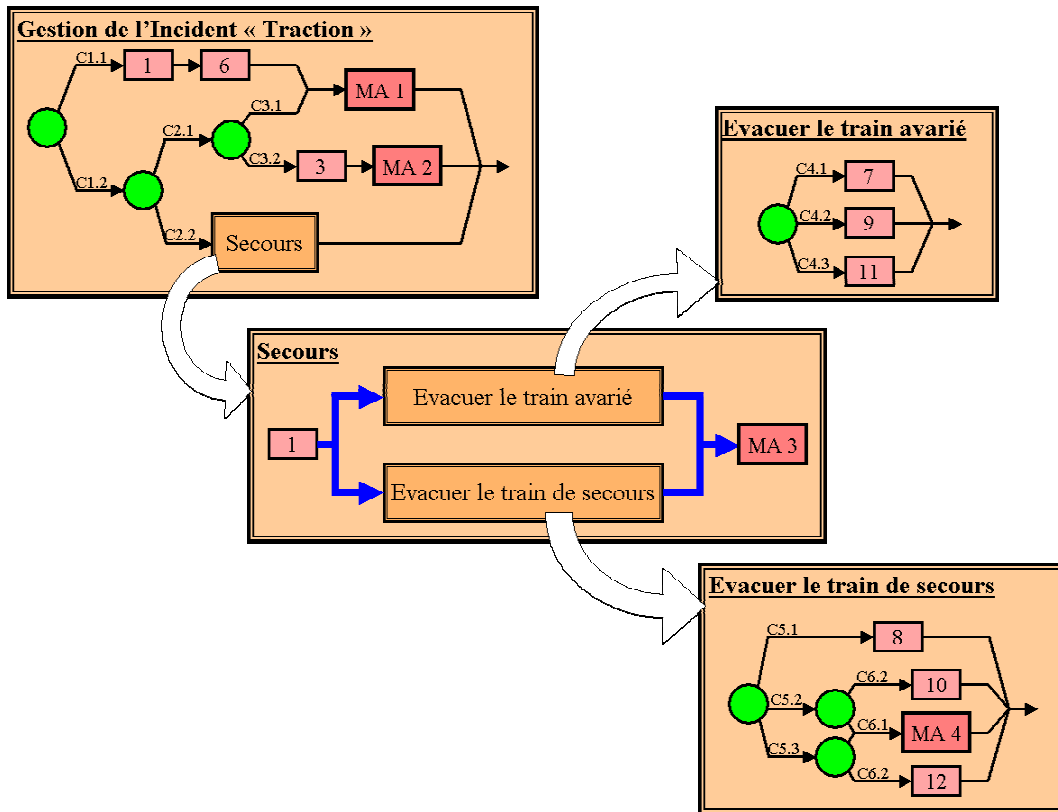 Gestion de l'Incident « Traction »
C1.1
1
6
MA 1
C3.1
C2.1
C3.2
3
MA 2
C1.2
C2.2
Secours
Evacuer le train avarié
C4.1
7
C4.2
9
C4.3
11
Secours
Evacuer le train avarié
1
MA 3
Evacuer le train de secours
Evacuer le train de secours
C5.1
8
C6.2
10
C5.2
C6.1
MA 4
C5.3
C6.2
12